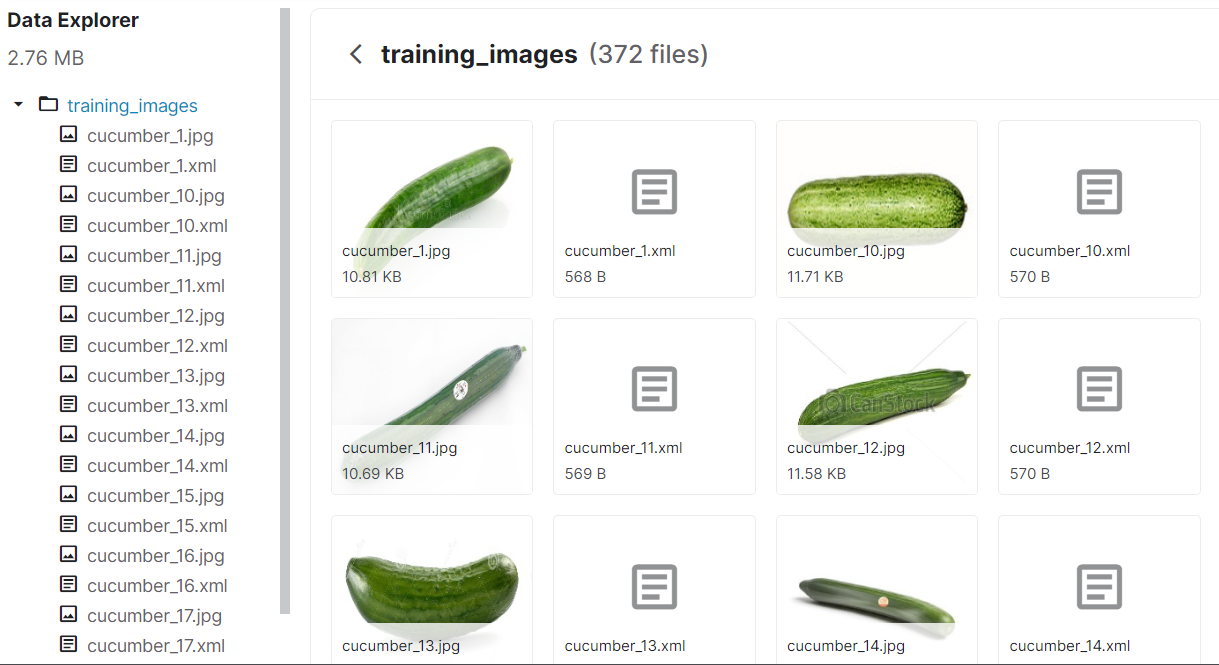 Data Explorer
2.76 MB
training_images
cucumber_1.jpg
cucumber_1.xml
cucumber_10.jpg
cucumber_10.xml
cucumber_11.jpg
cucumber_11.xml
cucumber_12.jpg
cucumber_12.xml
cucumber_13.jpg
cucumber_13.xml
cucumber_14.jpg
cucumber_14.xml
cucumber_15.jpg
cucumber_15.xml
cucumber_16.jpg
cucumber_16.xml
cucumber_17.jpg
cucumber_17.xml
training_images (372 files)
cucumber_1.jpg
10.81 KB
cucumber_1.xml
568 B
cucumber_10.jpg
11.71 KB
cucumber_10.xml
570 B
cucumber_11.jpg
10.69 KB
cucumber_11.xml
569 B
CanStock
cucumber_12.jpg
11.58 KB
cucumber_12.xml
570 B
cucumber_13.jpg
cucumber_13.xml
cucumber_14.jpg
cucumber_14.xml